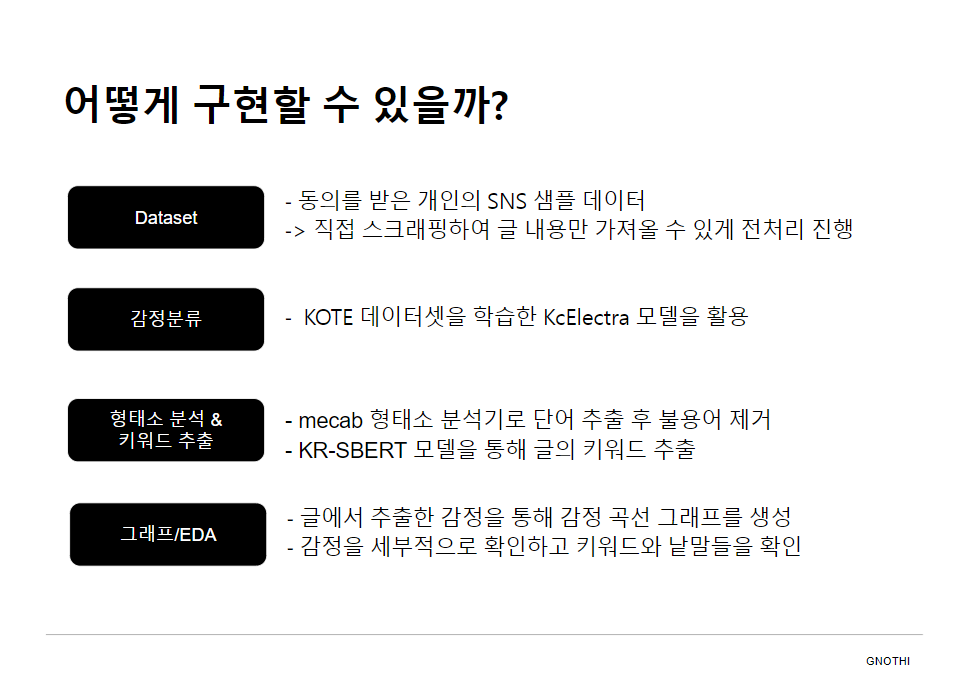 어떻게 구현할 수 있을까?
Dataset
- 동의를 받은 개인의 SNS 샘플 데이터
-> 직접 스크래핑하여 글 내용만 가져올 수 있게 전처리 진행
감정분류
- KOTE 데이터셋을 학습한 KcElectra 모델을 활용
형태소 분석 &
키워드 추출
- mecab 형태소 분석기로 단어 추출 후 불용어 제거
- KR-SBERT 모델을 통해 글의 키워드 추출
그래프/EDA
- 글에서 추출한 감정을 통해 감정 곡선 그래프를 생성
- 감정을 세부적으로 확인하고 키워드와 낱말들을 확인
GNOTHI